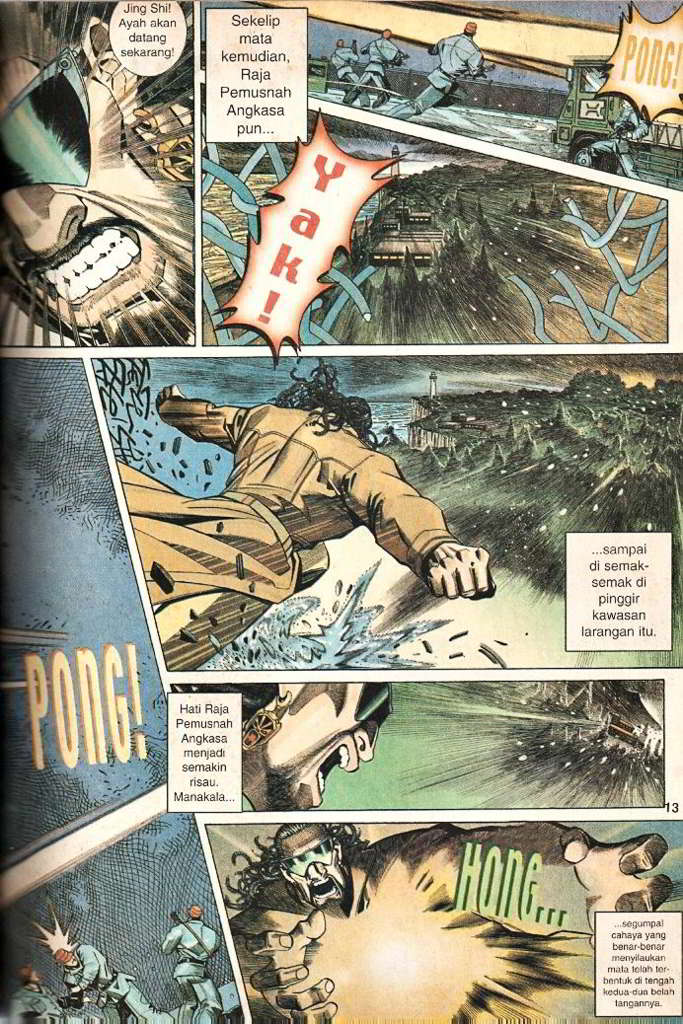 Jing Shi!
Ayah akan
datang
sekarang!
Sekelip
mata
kemudian,
Raja
Pemusnah
Angkasa
pun...
PONG!
Yak!
...sampai
di semak-
semak di
pinggir
kawasan
larangan itu.
PONG!
Hati Raja
Pemusnah
Angkasa
menjadi
semakin
risau.
Manakala...
13
HONG...
...segumpal
cahaya yang
benar-benar
menyilaukan
mata telah ter-
bentuk di tengah
kedua-dua belah
tangannya.